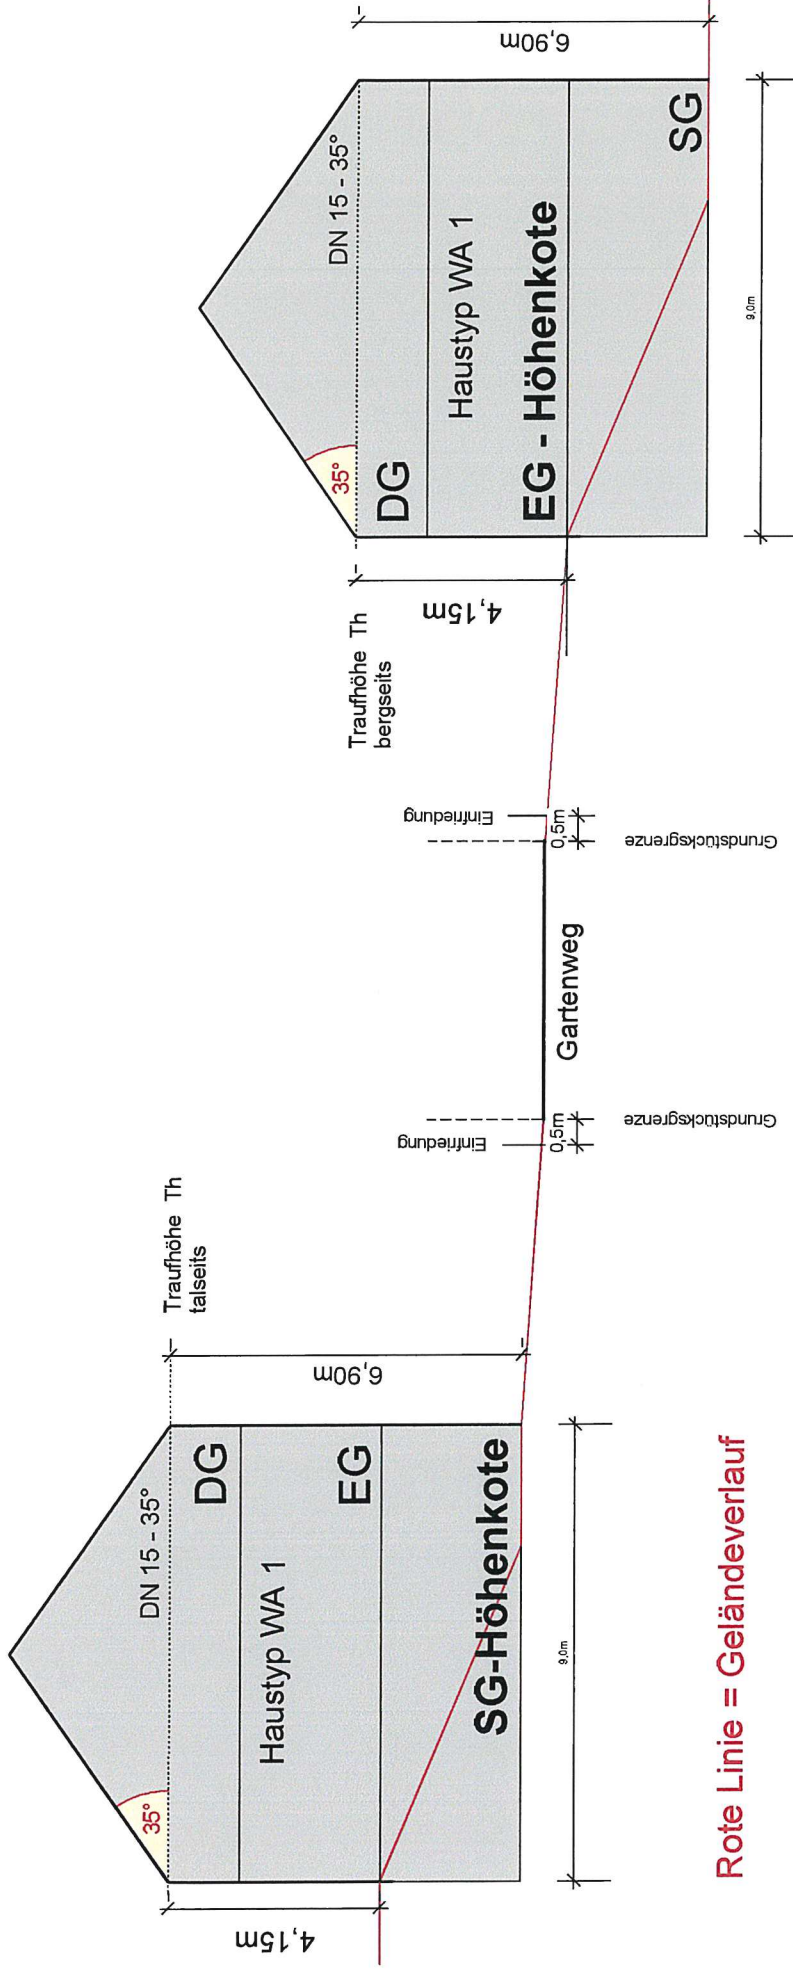 Traufhöhe Th
talseits
DN 15 - 35°
35°
DG
Haustyp WA 1
EG
SG-Höhenkote
4,15m
6,90m
9,0m
Einfriedung
0,5m
Grundstücksgrenze
Gartenweg
Einfriedung
0,5m
Grundstücksgrenze
Traufhöhe Th
bergseits
4,15m
35°
DN 15 - 35°
DG
Haustyp WA 1
EG - Höhenkote
SG
6,90m
9,0m
Rote Linie = Geländeverlauf